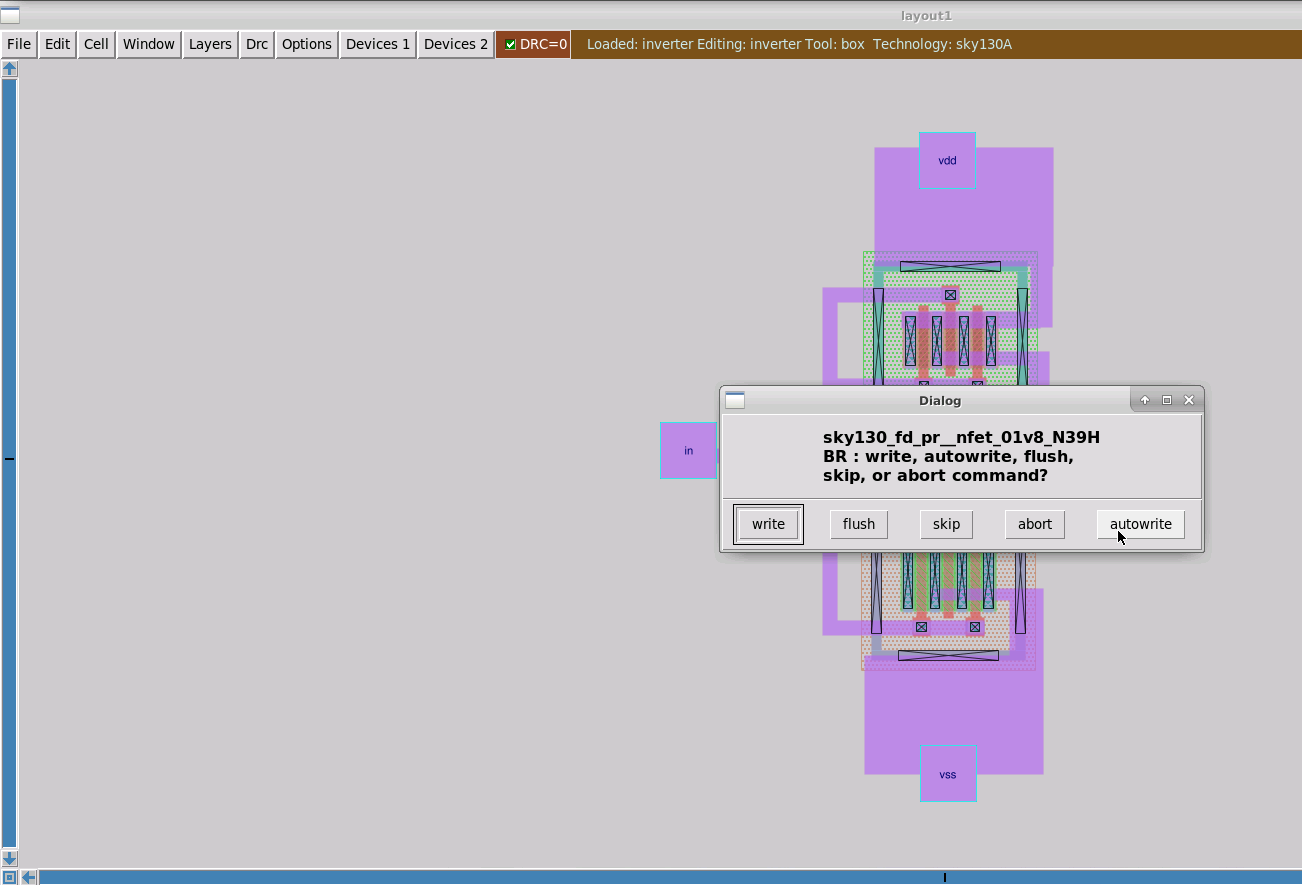 layout1
File Edit Cell Window Layers Drc Options Devices 1 Devices 2 DRC=0 Loaded: inverter Editing: inverter Tool: box Technology: sky130A
vdd
Dialog
sky130_fd_pr__nfet_01v8_N39H
BR : write, autowrite, flush,
skip, or abort command?
in
write flush skip abort autowrite
vss